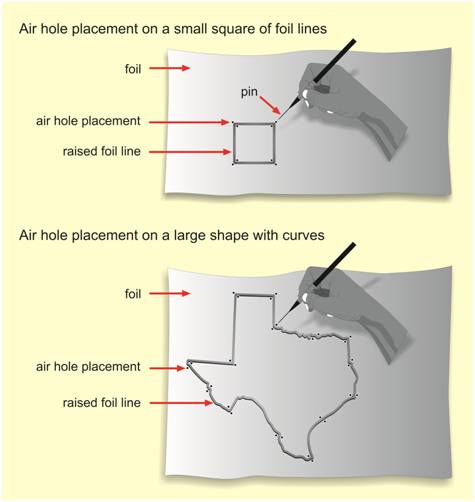 Air hole placement on a small square of foil lines
foil
pin
air hole placement
raised foil line
Air hole placement on a large shape with curves
foil
air hole placement
raised foil line